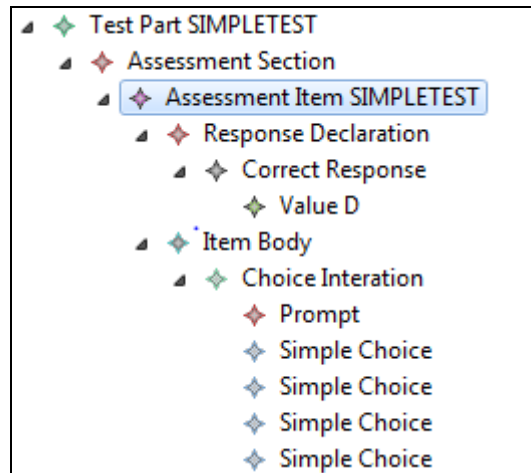 Test Part SIMPLETEST
Assessment Section
Assessment Item SIMPLETEST
Response Declaration
Correct Response
Value D
Item Body
Choice Interation
Prompt
Simple Choice
Simple Choice
Simple Choice
Simple Choice